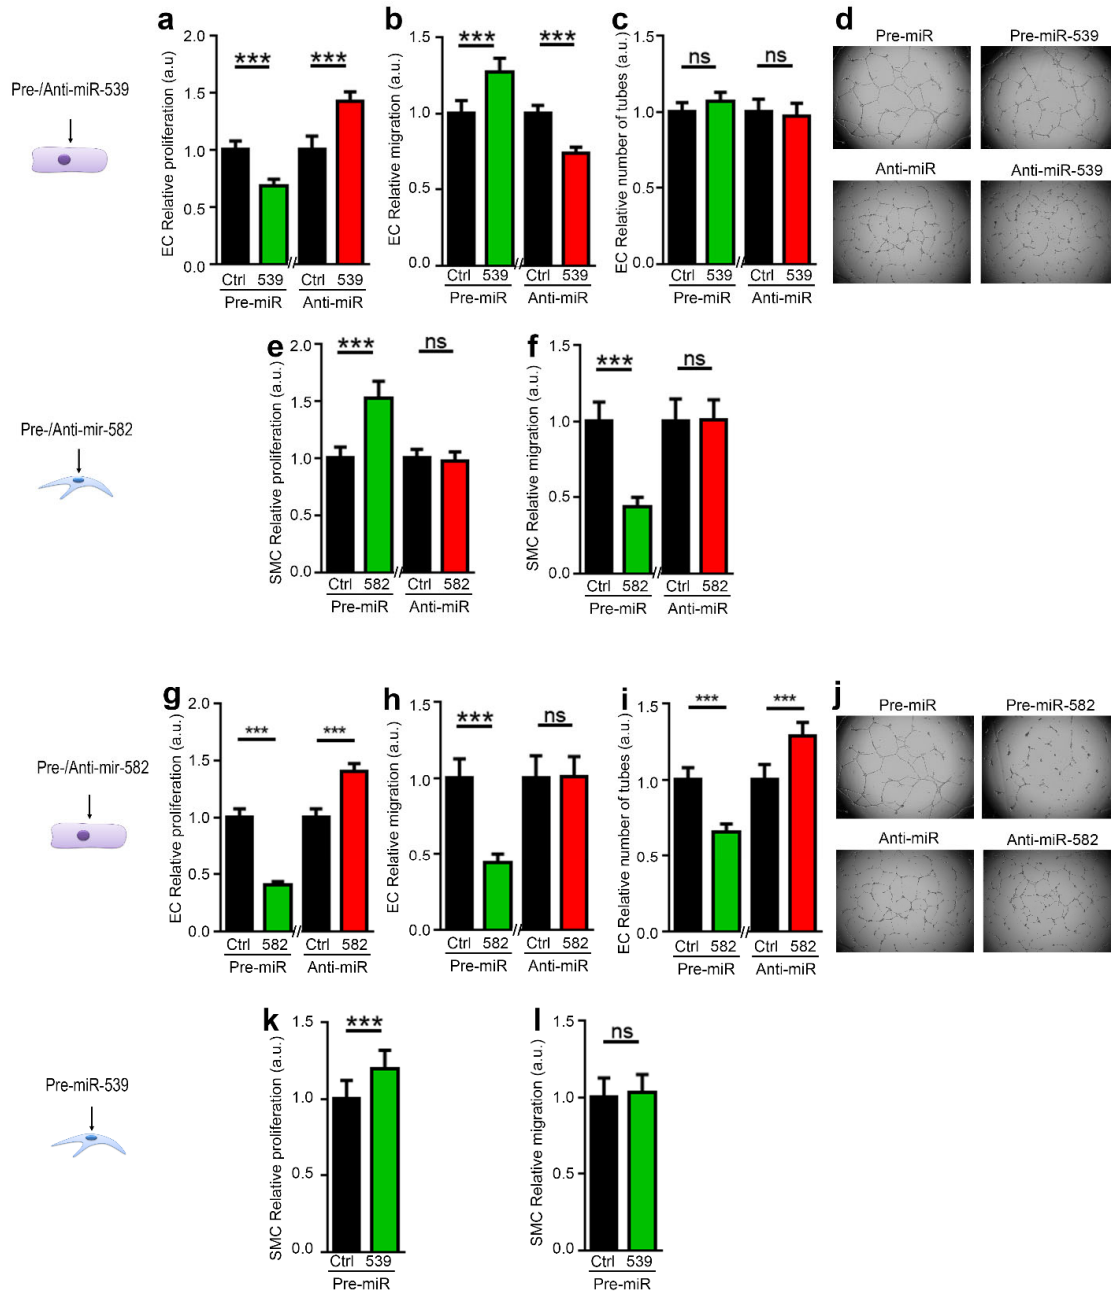 a
b
c
d
Pre-/Anti-miR-539
EC Relative proliferation (a.u)
2.0
1.5
1.0
0.5
0.0
***
***
Ctrl 539 // Ctrl 539
Pre-miR Anti-miR
EC Relative migration (a.u.)
1.5
1.0
0.5
0.0
***
***
Ctrl 539 // Ctrl 539
Pre-miR Anti-miR
EC Relative number of tubes (a.u.)
1.5
1.0
0.5
0.0
ns
ns
Ctrl 539 // Ctrl 539
Pre-miR Anti-miR
Pre-miR Pre-miR-539
Anti-miR Anti-miR-539
e
f
Pre-/Anti-mir-582
SMC Relative proliferation (a.u.)
2.0
1.5
1.0
0.5
0.0
***
ns
Ctrl 582 // Ctrl 582
Pre-miR Anti-miR
SMC Relative migration (a.u.)
1.5
1.0
0.5
0.0
***
ns
Ctrl 582 // Ctrl 582
Pre-miR Anti-miR
g
h
i
j
Pre-/Anti-mir-582
EC Relative proliferation (a.u.)
2.0
1.5
1.0
0.5
0.0
***
***
Ctrl 582 // Ctrl 582
Pre-miR Anti-miR
EC Relative migration (a.u.)
1.5
1.0
0.5
0.0
***
ns
Ctrl 582 // Ctrl 582
Pre-miR Anti-miR
EC Relative number of tubes (a.u.)
1.5
1.0
0.5
0.0
***
***
Ctrl 582 // Ctrl 582
Pre-miR Anti-miR
Pre-miR Pre-miR-582
Anti-miR Anti-miR-582
k
l
Pre-miR-539
SMC Relative proliferation (a.u.)
1.5
1.0
0.5
0.0
***
Ctrl 539
Pre-miR
SMC Relative migration (a.u.)
1.5
1.0
0.5
0.0
ns
Ctrl 539
Pre-miR